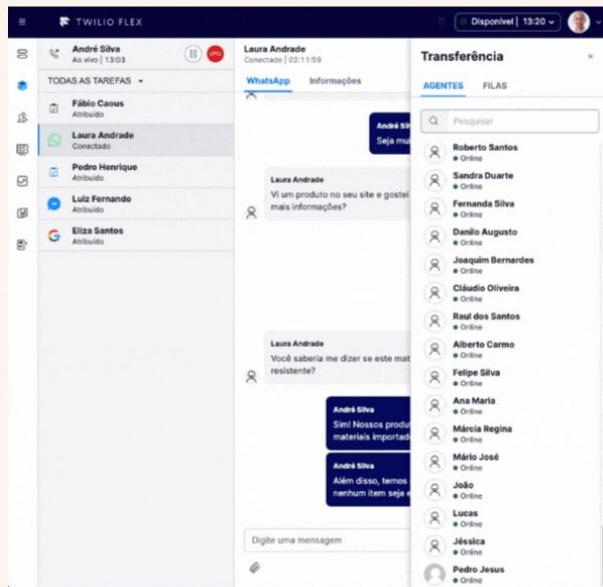 TWILIO FLEX
Disponível | 13:20
André Silva
Ao vivo | 13:03
TODAS AS TAREFAS
Fábio Caous
Atribuído
Laura Andrade
Conectado
Pedro Henrique
Atribuído
Luiz Fernando
Atribuído
Eliza Santos
Atribuído
Laura Andrade
Conectado | 02:11:59
WhatsApp Informações
André Sil
Seja mui
Laura Andrade
Vi um produto no seu site e gostei
mais informações?
Laura Andrade
Você saberia me dizer se este mat
resistente?
André Silva
Sim! Nossos produ
materiais importad
André Silva
Além disso, temos
nenhum item seja e
Digite uma mensagem
Transferência
AGENTES FILAS
Pesquisar
Roberto Santos
Online
Sandra Duarte
Online
Fernanda Silva
Online
Danilo Augusto
Online
Joaquim Bernardes
Online
Cláudio Oliveira
Online
Raul dos Santos
Online
Alberto Carmo
Online
Felipe Silva
Online
Ana Maria
Online
Márcia Regina
Online
Mário José
Online
João
Online
Lucas
Online
Jéssica
Online
Pedro Jesus
Online